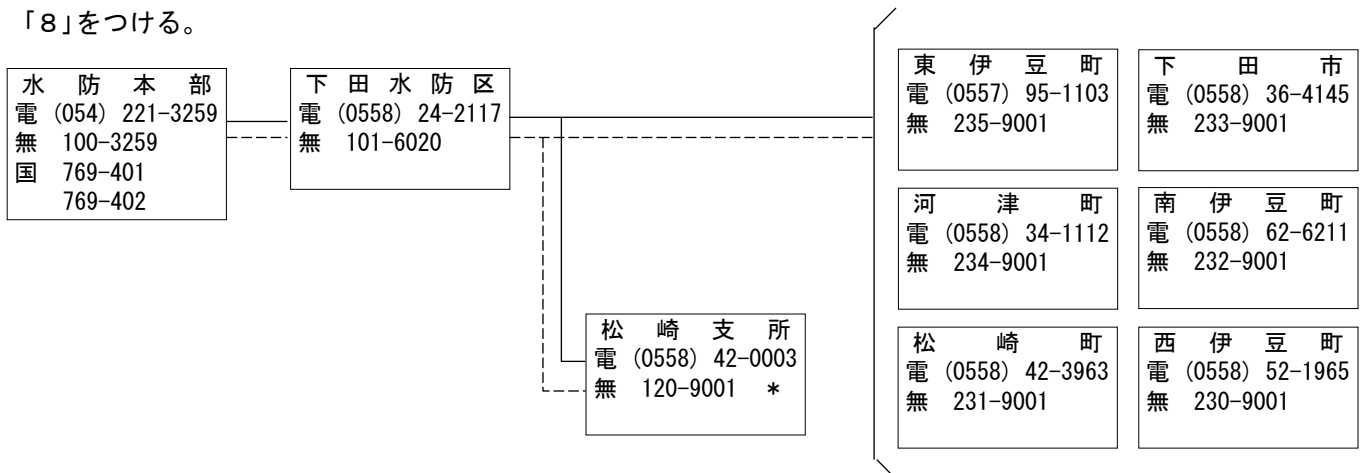 「8」をつける。
水防本部
電 (054) 221-3259
無 100-3259
国 769-401
769-402
下田水防区
電 (0558) 24-2117
無 101-6020
松崎支所
電 (0558) 42-0003
無 120-9001 *
東伊豆町
電 (0557) 95-1103
無 235-9001
下田市
電 (0558) 36-4145
無 233-9001
河津町
電 (0558) 34-1112
無 234-9001
南伊豆町
電 (0558) 62-6211
無 232-9001
松崎町
電 (0558) 42-3963
無 231-9001
西伊豆町
電 (0558) 52-1965
無 230-9001